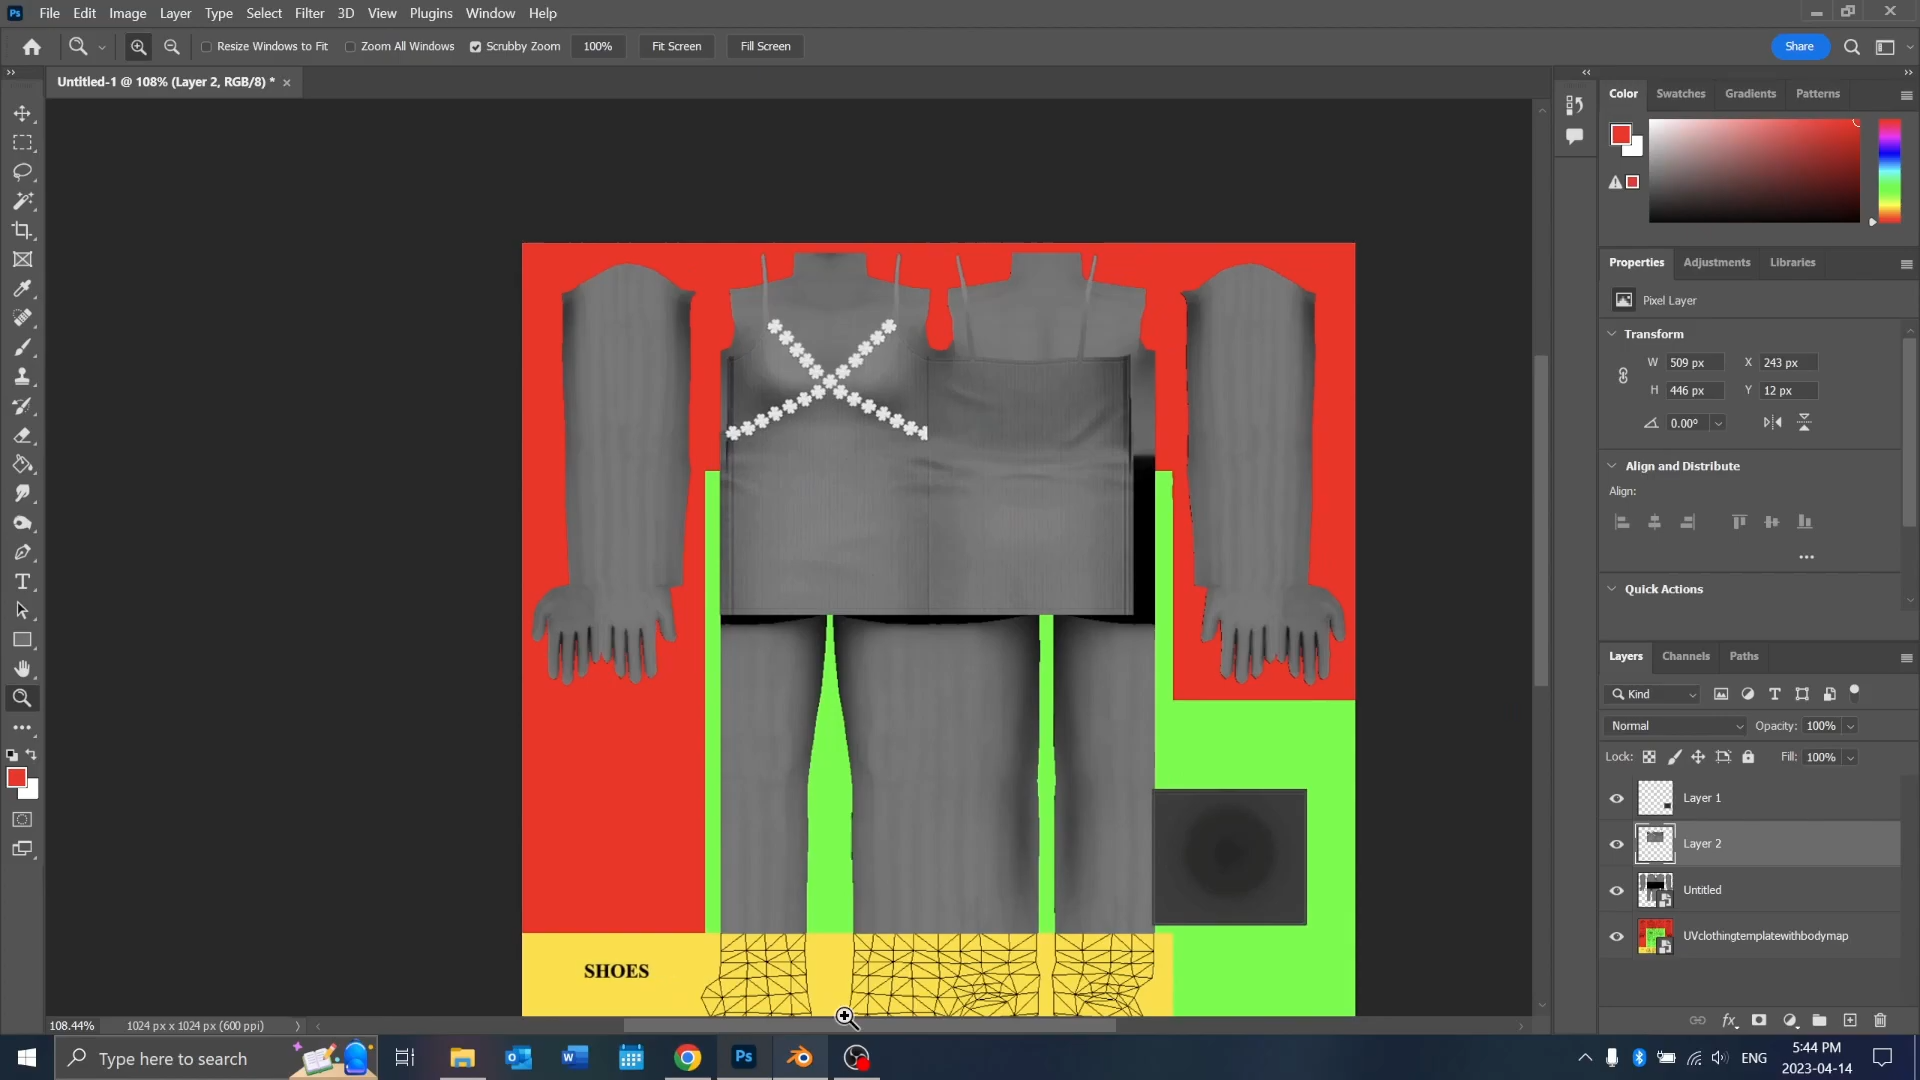 Ps File Edit Image Layer Type Select Filter 3D View Plugins Window Help
Resize Windows to Fit Zoom All Windows Scrubby Zoom 100% Fit Screen Fill Screen Share
Untitled-1 @ 108% (Layer 2, RGB/8) *
Color Swatches Gradients Patterns
Properties Adjustments Libraries
Pixel Layer
Transform
W 509 px X 243 px
H 446 px Y 12 px
0.00°
Align and Distribute
Align:
Quick Actions
Layers Channels Paths
Kind
Normal Opacity: 100%
Lock: Fill: 100%
Layer 1
Layer 2
Untitled
UVclothingtemplatewithbodymap
SHOES
108.44% 1024 px x 1024 px (600 ppi)
Type here to search
Ps
ENG
5:44 PM
2023-04-14